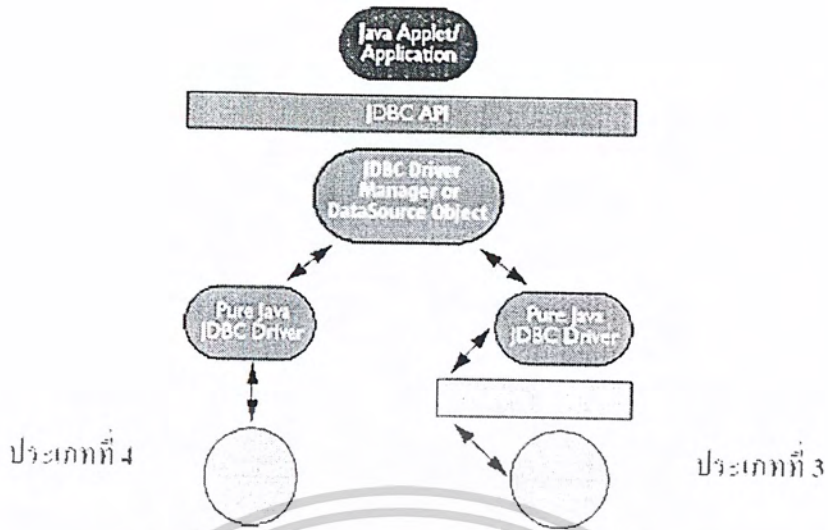 Java Applet/
Application
JDBC API
JDBC Driver
Manager or
DataSource Object
Pure Java
JDBC Driver
Pure Java
JDBC Driver
ประเภทที่ 4
ประเภทที่ 3